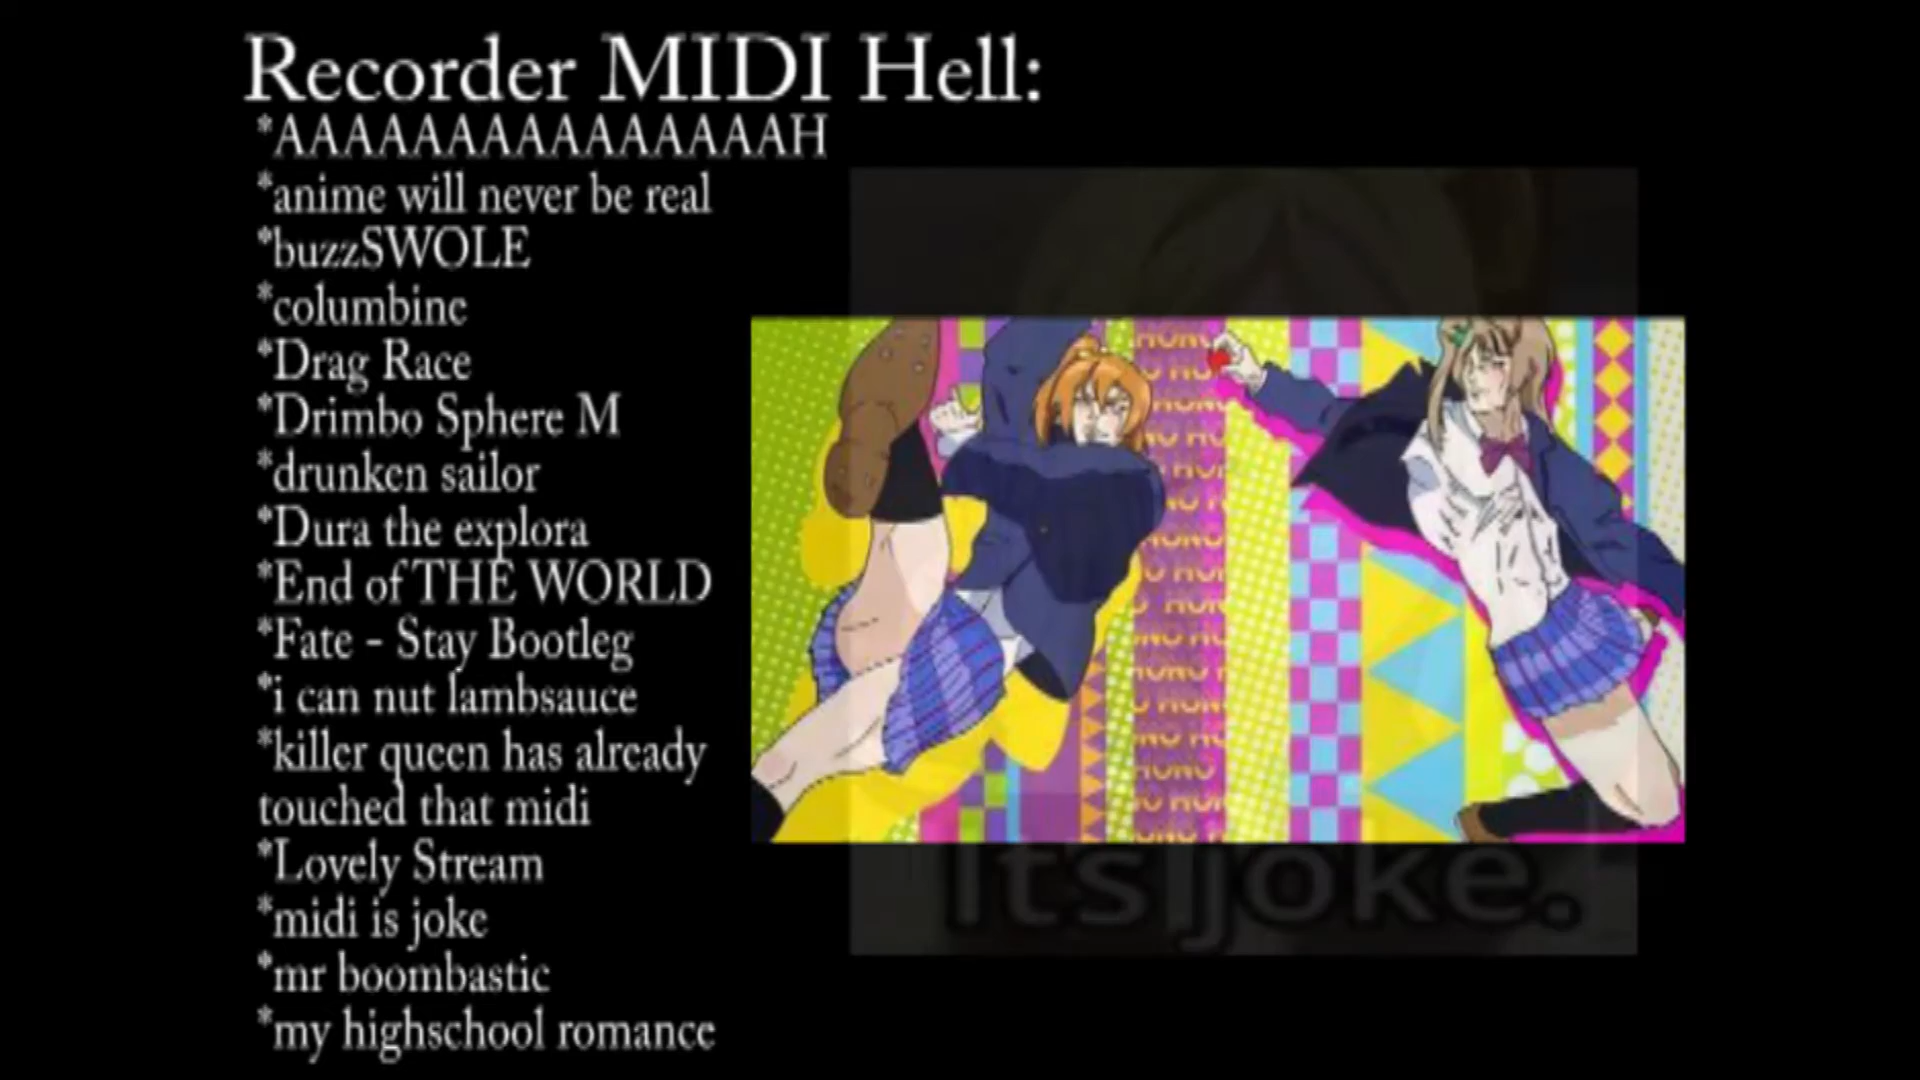 Recorder MIDI Hell:
*AAAAAAAAAAAAAAAH
*anime will never be real
*buzzSWOLE
*columbine
*Drag Race
*Drimbo Sphere M
*drunken sailor
*Dura the explora
*End of THE WORLD
*Fate - Stay Bootleg
*i can nut lambsauce
*killer queen has already
touched that midi
*Lovely Stream
*midi is joke
*mr boombastic
*my highschool romance
Its joke.